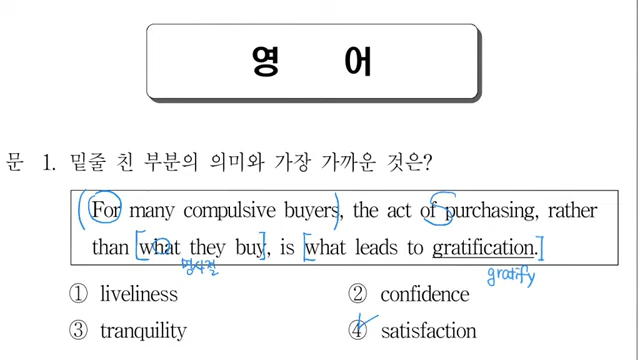 영 어
문 1. 밑줄 친 부분의 의미와 가장 가까운 것은?
For many compulsive buyers, the act of purchasing, rather
than what they buy, is what leads to gratification.
명사절
gratify
① liveliness ② confidence
③ tranquility ④ satisfaction